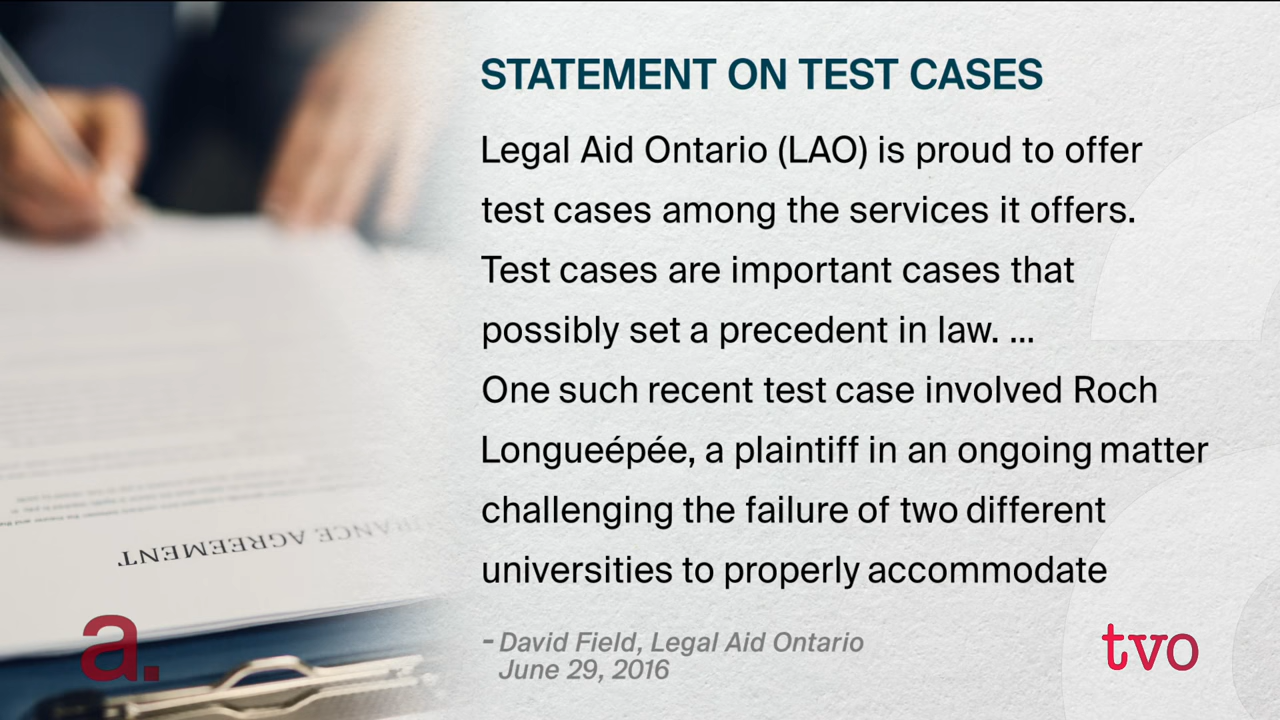 STATEMENT ON TEST CASES
Legal Aid Ontario (LAO) is proud to offer
test cases among the services it offers.
Test cases are important cases that
possibly set a precedent in law. ...
One such recent test case involved Roch
Longueépée, a plaintiff in an ongoing matter
challenging the failure of two different
universities to properly accommodate
– David Field, Legal Aid Ontario
June 29, 2016
AGREEMENT
a.
tvo